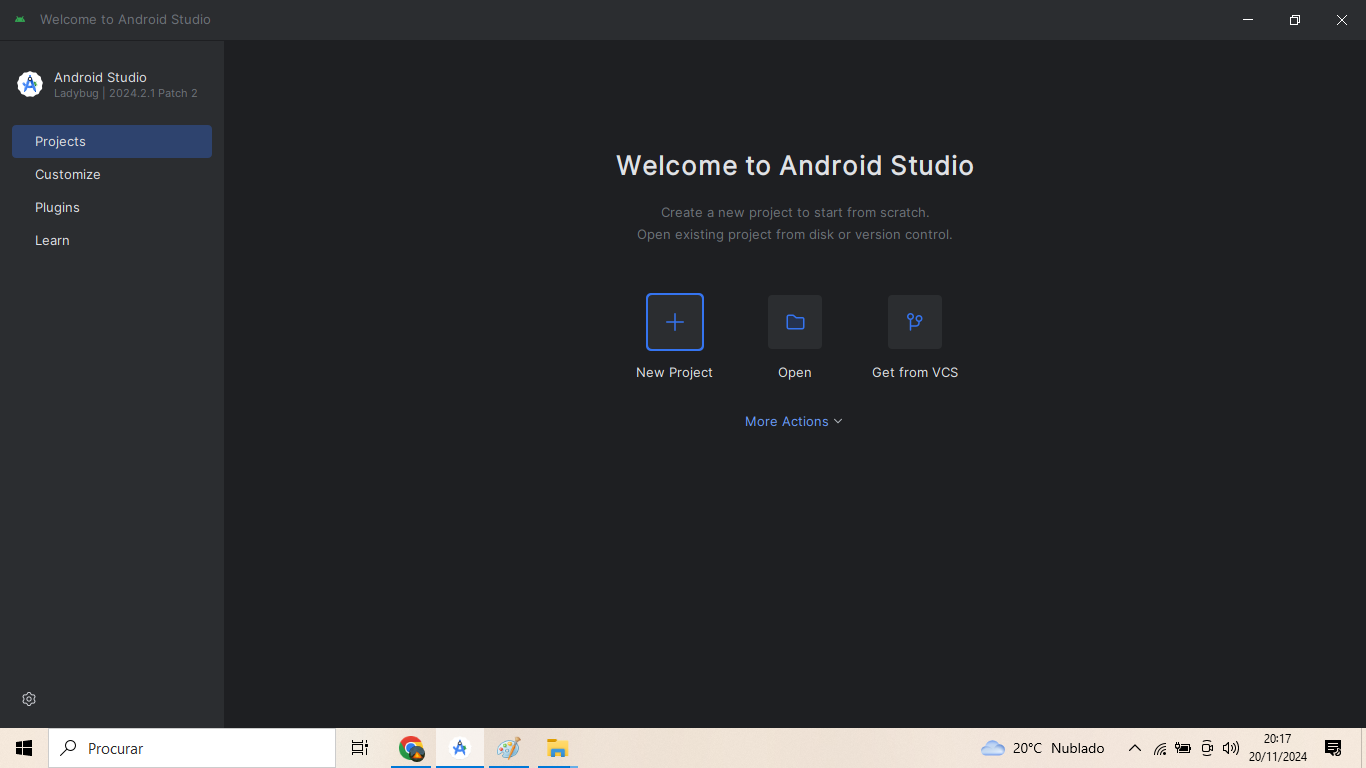 Welcome to Android Studio
Android Studio
Ladybug | 2024.2.1 Patch 2
Projects
Customize
Plugins
Learn
Welcome to Android Studio
Create a new project to start from scratch.
Open existing project from disk or version control.
New Project
Open
Get from VCS
More Actions
Procurar
20°C Nublado
20:17
20/11/2024